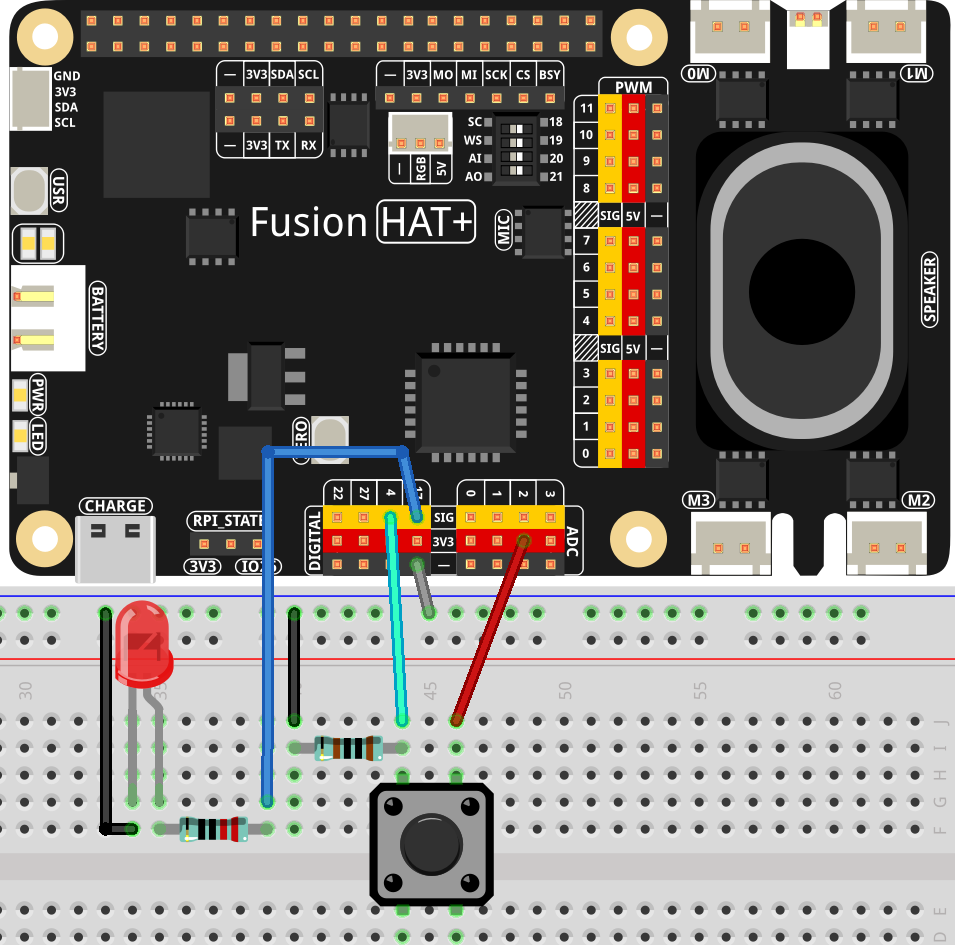 GND
3V3
SDA
SCL
— 3V3 SDA SCL
— 3V3 TX RX
— 3V3 MO MI SCK CS BSY
— RGB 5V
SC 18
WS 19
AI 20
AO 21
M0
M1
PWM
11
10
9
8
SIG 5V —
7
6
5
4
SIG 5V —
3
2
1
0
USR
Fusion HAT+
MIC
BATTERY
SPEAKER
PWR
LED
CHARGE
RPI_STATE
3V3
DIGITAL
22 27 4 17
SIG
3V3
—
0 1 2 3
ADC
M3
M2
30 35 45 50 55 60
J
I
H
G
F
E
D